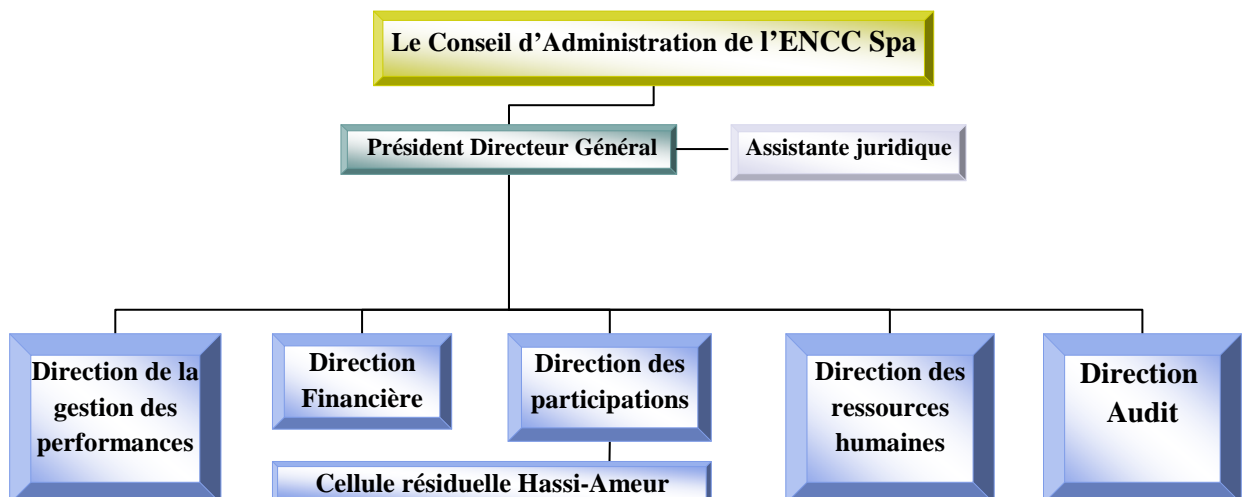 Le Conseil d’Administration de l’ENCC Spa
Président Directeur Général
Assistante juridique
Direction de la
gestion des
performances
Direction
Financière
Direction des
participations
Direction des
ressources
humaines
Direction
Audit
Cellule résiduelle Hassi-Ameur